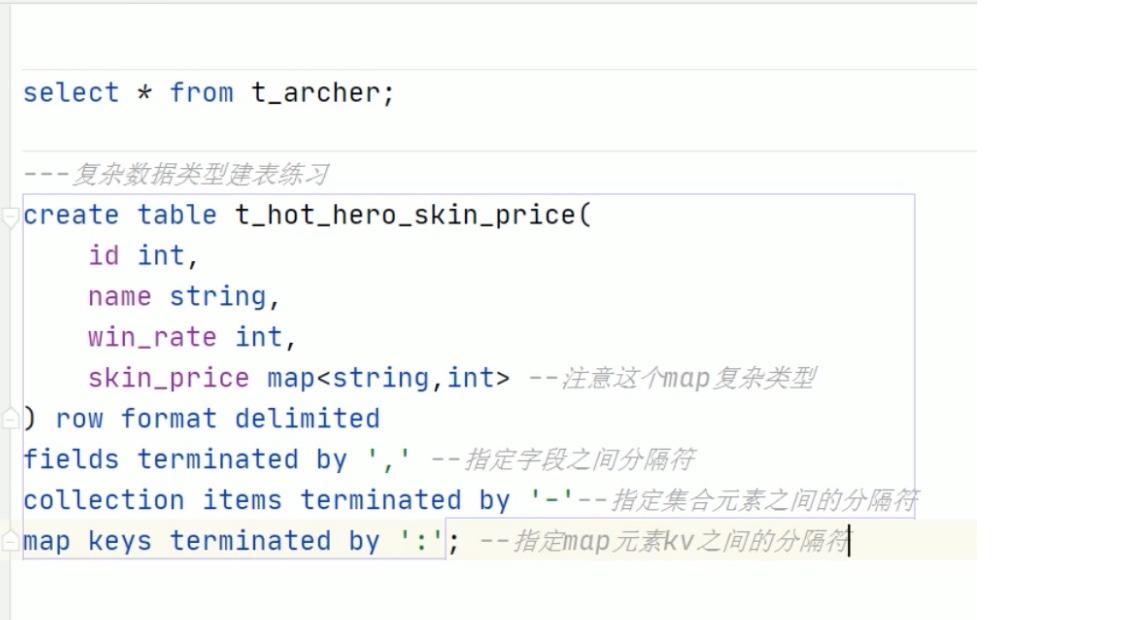 select * from t_archer;
---复杂数据类型建表练习
create table t_hot_hero_skin_price(
    id int,
    name string,
    win_rate int,
    skin_price map<string,int> --注意这个map复杂类型
) row format delimited
fields terminated by ',' --指定字段之间分隔符
collection items terminated by '-'--指定集合元素之间的分隔符
map keys terminated by ':'; --指定map元素kv之间的分隔符